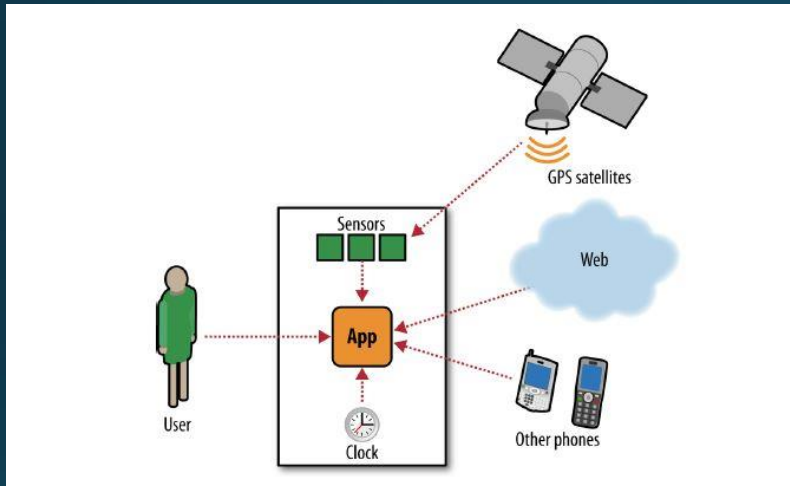 GPS satellites
Sensors
Web
App
User
Clock
Other phones